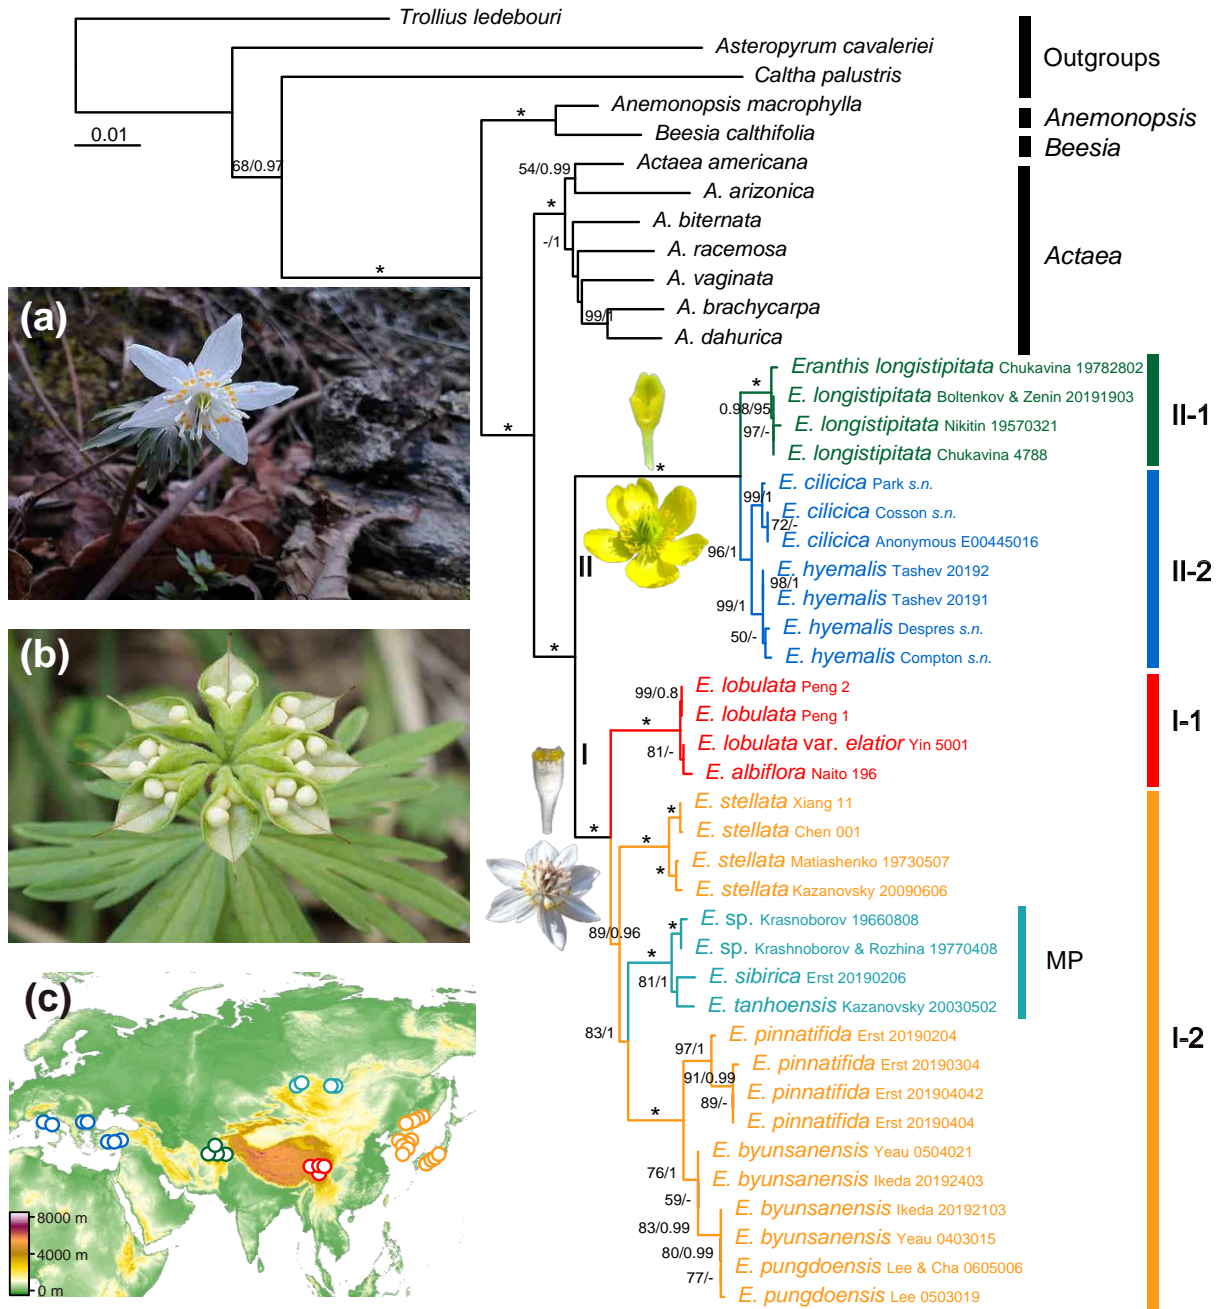 Trollius ledebouri
Asteropyrum cavaleriei
Caltha palustris
Outgroups
Anemonopsis macrophylla
Anemonopsis
*
Beesia calthifolia
Beesia
0.01
68/0.97
Actaea americana
54/0.99
A. arizonica
*
A. biternata
-/1
A. racemosa
Actaea
*
A. vaginata
A. brachycarpa
99/1
A. dahurica
(a)
Eranthis longistipitata Chukavina 19782802
*
E. longistipitata Boltenkov & Zenin 20191903
0.98/95
II-1
E. longistipitata Nikitin 19570321
97/-
*
E. longistipitata Chukavina 4788
*
E. cilicica Park s.n.
99/1
E. cilicica Cosson s.n.
72/-
E. cilicica Anonymous E00445016
96/1
II
E. hyemalis Tashev 20192
98/1
II-2
E. hyemalis Tashev 20191
99/1
E. hyemalis Despres s.n.
50/-
*
E. hyemalis Compton s.n.
(b)
E. lobulata Peng 2
99/0.8
E. lobulata Peng 1
*
I-1
E. lobulata var. elatior Yin 5001
81/-
I
E. albiflora Naito 196
E. stellata Xiang 11
*
E. stellata Chen 001
*
*
E. stellata Matiashenko 19730507
*
E. stellata Kazanovsky 20090606
E. sp. Krasnoborov 19660808
*
89/0.96
E. sp. Krashnoborov & Rozhina 19770408
*
MP
E. sibirica Erst 20190206
81/1
E. tanhoensis Kazanovsky 20030502
(c)
83/1
E. pinnatifida Erst 20190204
I-2
97/1
E. pinnatifida Erst 20190304
91/0.99
E. pinnatifida Erst 201904042
89/-
E. pinnatifida Erst 20190404
*
E. byunsanensis Yeau 0504021
76/1
E. byunsanensis Ikeda 20192403
59/-
E. byunsanensis Ikeda 20192103
83/0.99
E. byunsanensis Yeau 0403015
80/0.99
E. pungdoensis Lee & Cha 0605006
77/-
E. pungdoensis Lee 0503019
8000 m
4000 m
0 m